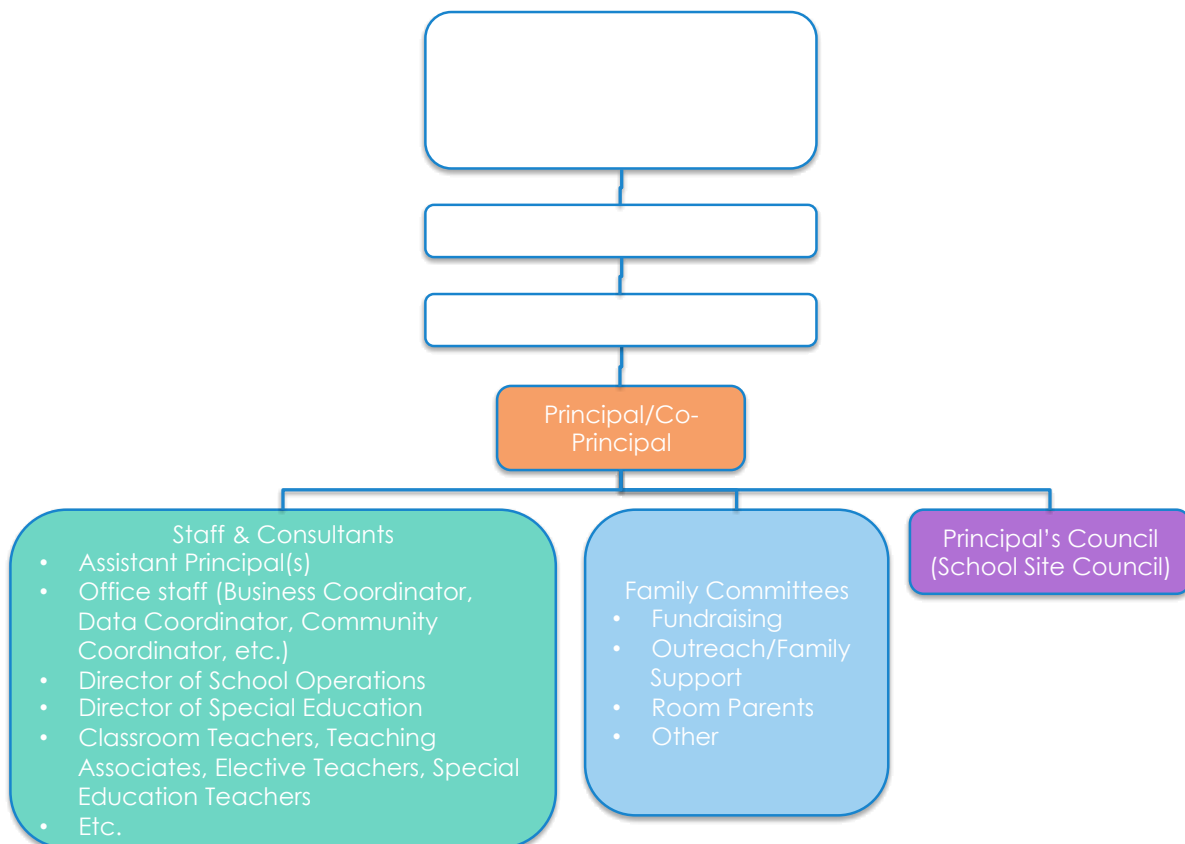 Principal/Co-
Principal
Staff & Consultants
• Assistant Principal(s)
• Office staff (Business Coordinator,
Data Coordinator, Community
Coordinator, etc.)
• Director of School Operations
• Director of Special Education
• Classroom Teachers, Teaching
Associates, Elective Teachers, Special
Education Teachers
• Etc.
Family Committees
• Fundraising
• Outreach/Family
Support
• Room Parents
• Other
Principal’s Council
(School Site Council)